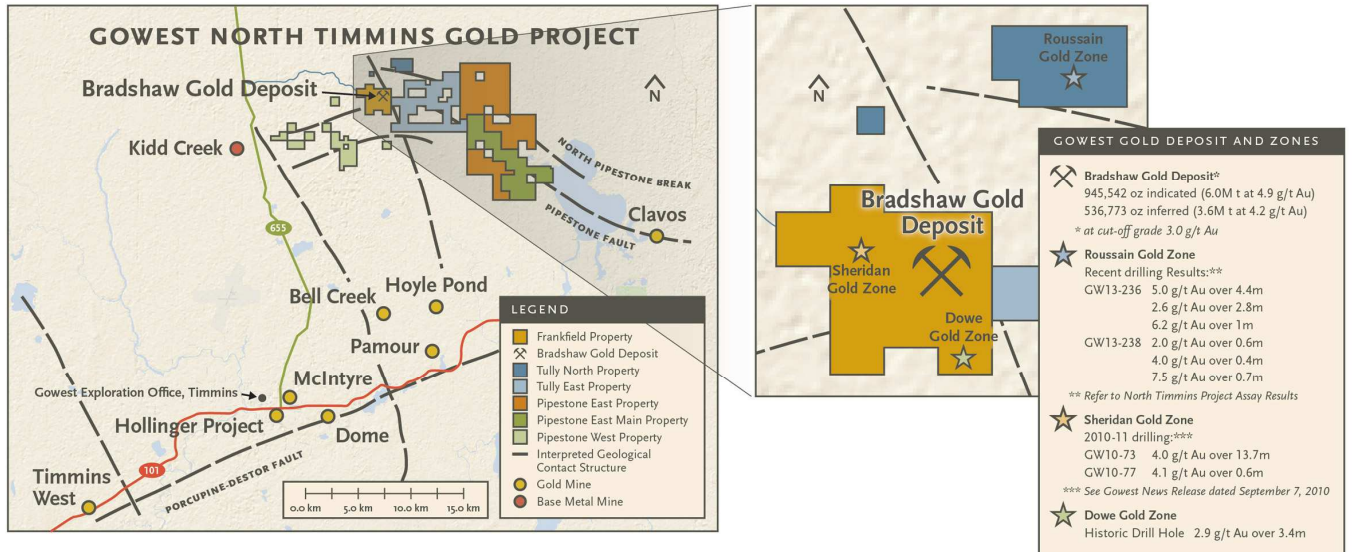 GOWEST NORTH TIMMINS GOLD PROJECT
Bradshaw Gold Deposit
N
Kidd Creek
NORTH PIPESTONE BREAK
PIPESTONE FAULT
Clavos
655
Bell Creek
Hoyle Pond
Pamour
McIntyre
Gowest Exploration Office, Timmins
Hollinger Project
Dome
Timmins
West
101
PORCUPINE-DESTOR FAULT
0.0 km 5.0 km 10.0 km 15.0 km
LEGEND
Frankfield Property
Bradshaw Gold Deposit
Tully North Property
Tully East Property
Pipestone East Property
Pipestone East Main Property
Pipestone West Property
Interpreted Geological
Contact Structure
Gold Mine
Base Metal Mine
N
Roussain
Gold Zone
Bradshaw Gold
Deposit
Sheridan
Gold Zone
Dowe
Gold Zone
GOWEST GOLD DEPOSIT AND ZONES
Bradshaw Gold Deposit*
945,542 oz indicated (6.0M t at 4.9 g/t Au)
536,773 oz inferred (3.6M t at 4.2 g/t Au)
* at cut-off grade 3.0 g/t Au
Roussain Gold Zone
Recent drilling Results:**
GW13-236 5.0 g/t Au over 4.4m
2.6 g/t Au over 2.8m
6.2 g/t Au over 1m
GW13-238 2.0 g/t Au over 0.6m
4.0 g/t Au over 0.4m
7.5 g/t Au over 0.7m
** Refer to North Timmins Project Assay Results
Sheridan Gold Zone
2010-11 drilling:***
GW10-73 4.0 g/t Au over 13.7m
GW10-77 4.1 g/t Au over 0.6m
*** See Gowest News Release dated September 7, 2010
Dowe Gold Zone
Historic Drill Hole 2.9 g/t Au over 3.4m